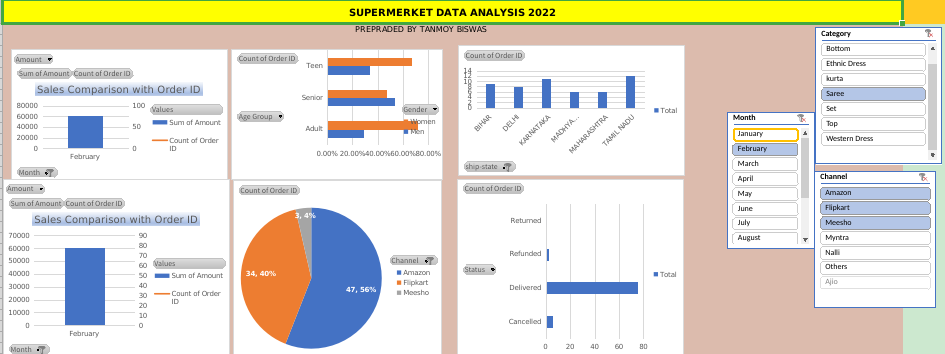 SUPERMERKET DATA ANALYSIS 2022
PREPRADED BY TANMOY BISWAS
Amount
Sum of Amount Count of Order ID
Sales Comparison with Order ID
80000
60000
40000
20000
0
100
50
0
February
Values
Sum of Amount
Count of Order ID
Month
Count of Order ID
Age Group
Teen
Senior
Adult
0.00% 20.00% 40.00% 60.00% 80.00%
Gender
Women
Men
Count of Order ID
14
12
10
8
6
4
2
0
BIHAR
DELHI
KARNATAKA
MADHYA...
MAHARASHTRA
TAMIL NADU
Total
ship-state
Amount
Sum of Amount Count of Order ID
Sales Comparison with Order ID
70000
60000
50000
40000
30000
20000
10000
0
90
80
70
60
50
40
30
20
10
0
February
Values
Sum of Amount
Count of Order
ID
Month
Count of Order ID
3, 4%
34, 40%
47, 56%
Channel
Amazon
Flipkart
Meesho
Count of Order ID
Status
Returned
Refunded
Delivered
Cancelled
0 20 40 60 80
Total
Month
January
February
March
April
May
June
July
August
Category
Bottom
Ethnic Dress
kurta
Saree
Set
Top
Western Dress
Channel
Amazon
Flipkart
Meesho
Myntra
Nalli
Others
Ajio